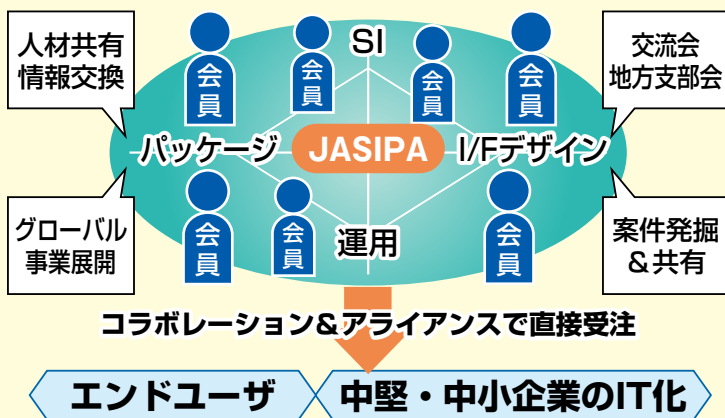 人材共有
情報交換
会員
会員
SI
会員
会員
交流会
地方支部会
パッケージ
JASIPA
I/Fデザイン
グローバル
事業展開
会員
会員
運用
会員
案件発掘
&共有
コラボレーション&アライアンスで直接受注
エンドユーザ
中堅・中小企業のIT化